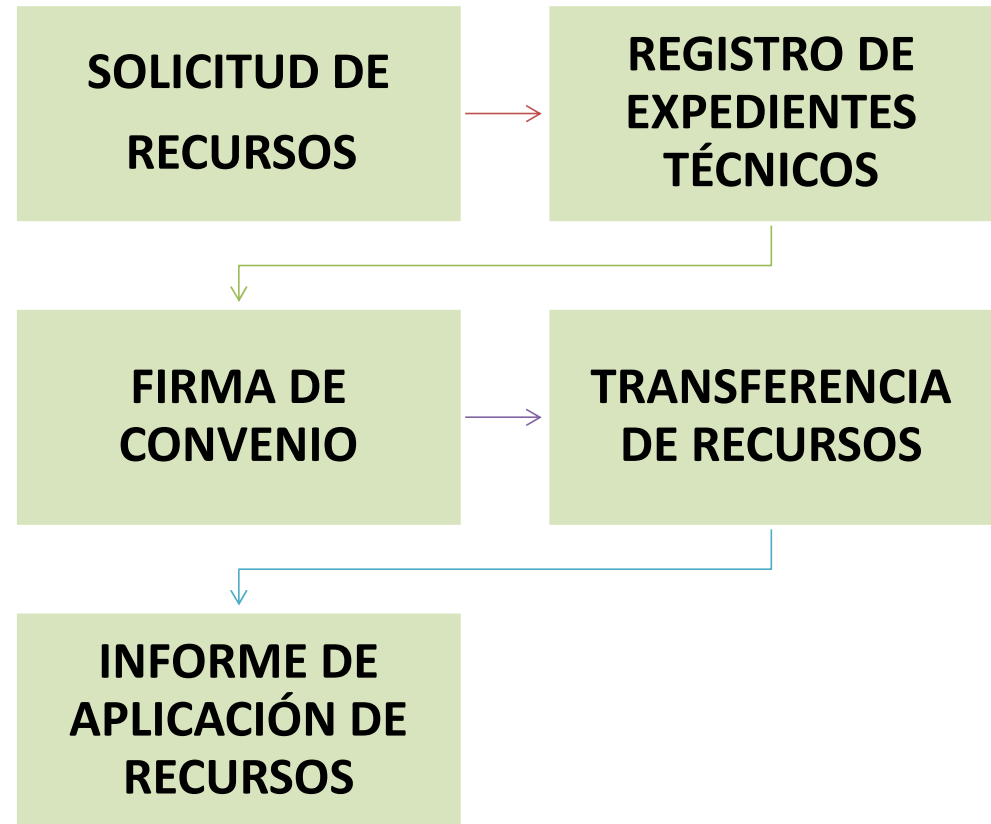 SOLICITUD DE
RECURSOS
REGISTRO DE
EXPEDIENTES
TÉCNICOS
FIRMA DE
CONVENIO
TRANSFERENCIA
DE RECURSOS
INFORME DE
APLICACIÓN DE
RECURSOS